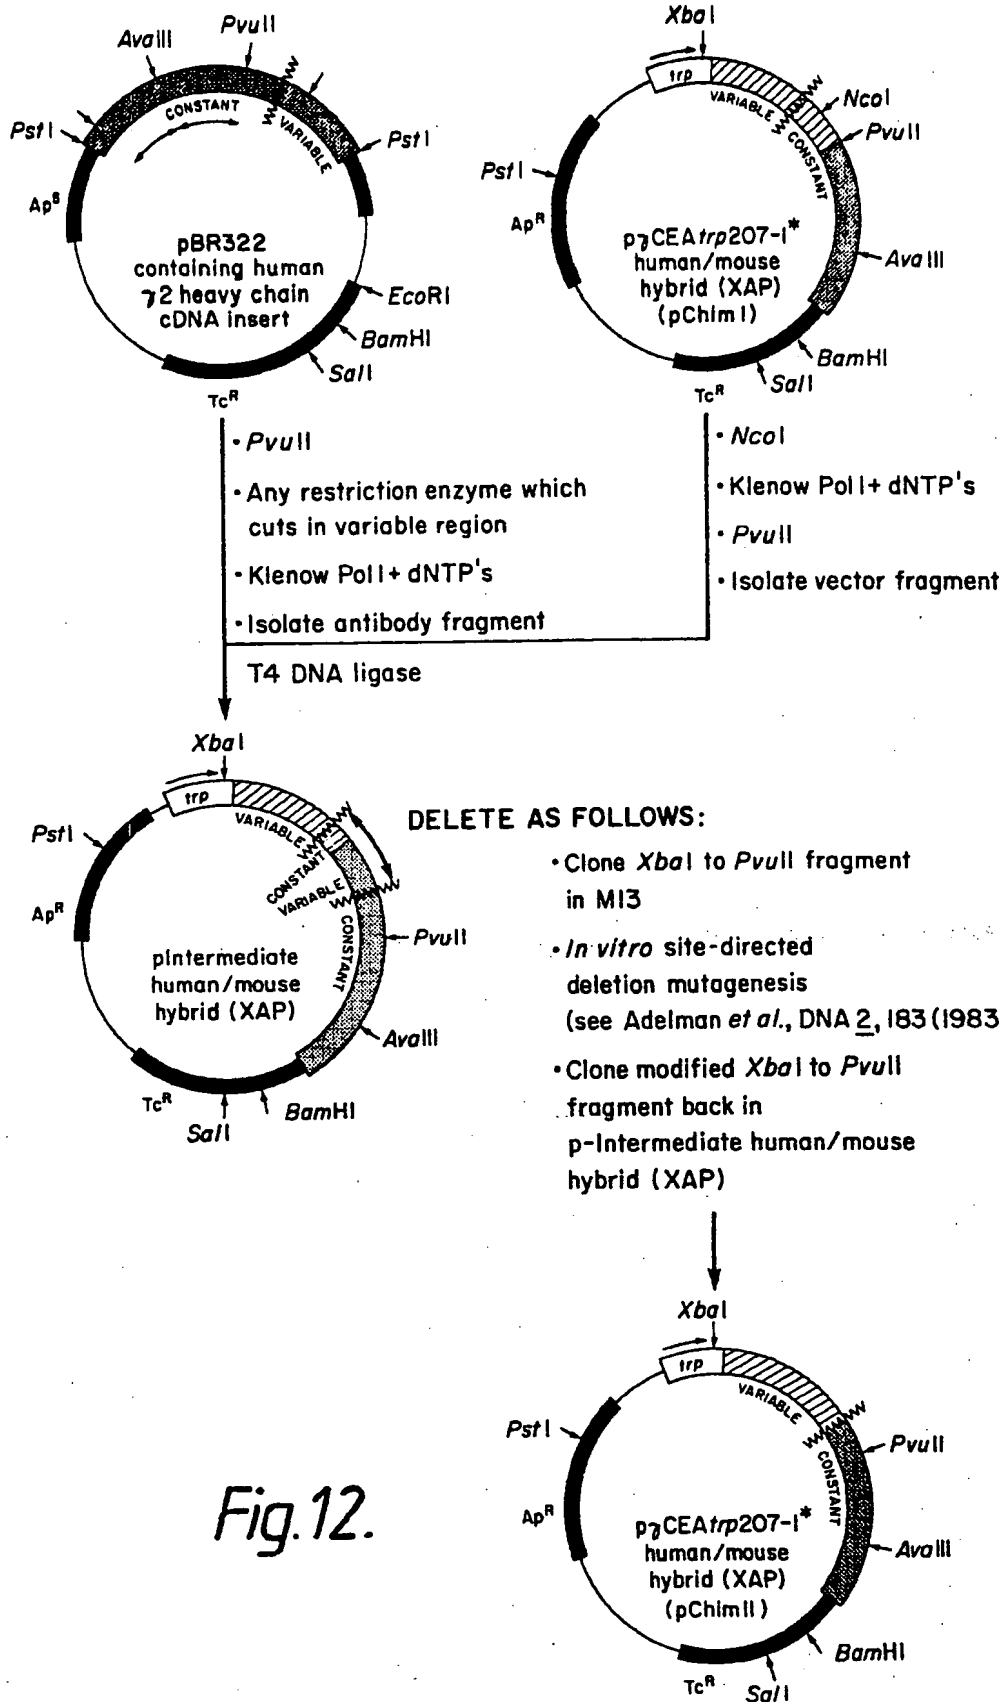 PvuII
AvaIII
PstI
CONSTANT
VARIABLE
PstI
Ap^S
pBR322
containing human
γ2 heavy chain
cDNA insert
EcoRI
BamHI
SalI
Tc^R
XbaI
trp
VARIABLE
NcoI
PvuII
CONSTANT
PstI
Ap^R
pγCEAtrp207-1*
human/mouse
hybrid (XAP)
(pChim I)
AvaIII
BamHI
SalI
Tc^R
• PvuII
• Any restriction enzyme which
cuts in variable region
• Klenow Pol I + dNTP's
• Isolate antibody fragment
• NcoI
• Klenow Pol I + dNTP's
• PvuII
• Isolate vector fragment
T4 DNA ligase
XbaI
trp
PstI
VARIABLE
CONSTANT
VARIABLE
CONSTANT
Ap^R
PvuII
pIntermediate
human/mouse
hybrid (XAP)
AvaIII
Tc^R
BamHI
SalI
DELETE AS FOLLOWS:
• Clone XbaI to PvuII fragment
in M13
• In vitro site-directed
deletion mutagenesis
(see Adelman et al., DNA 2, 183 (1983
• Clone modified XbaI to PvuII
fragment back in
p-Intermediate human/mouse
hybrid (XAP)
XbaI
trp
VARIABLE
PstI
PvuII
CONSTANT
Ap^R
pγCEAtrp207-1*
human/mouse
hybrid (XAP)
(pChim II)
AvaIII
BamHI
Tc^R
SalI
Fig.12.